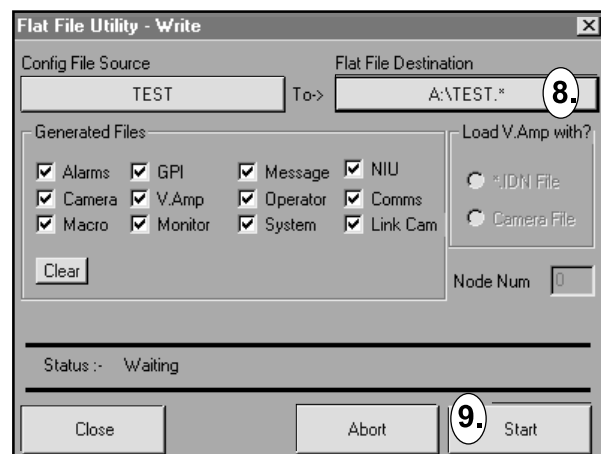 Flat File Utility - Write
Config File Source
Flat File Destination
TEST
To->
A:\TEST.*
8.
Generated Files
Load V.Amp with?
Alarms GPI Message NIU
Camera V.Amp Operator Comms
Macro Monitor System Link Cam
*.IDN File
Camera File
Clear
Node Num 0
Status :- Waiting
Close
Abort
9.
Start